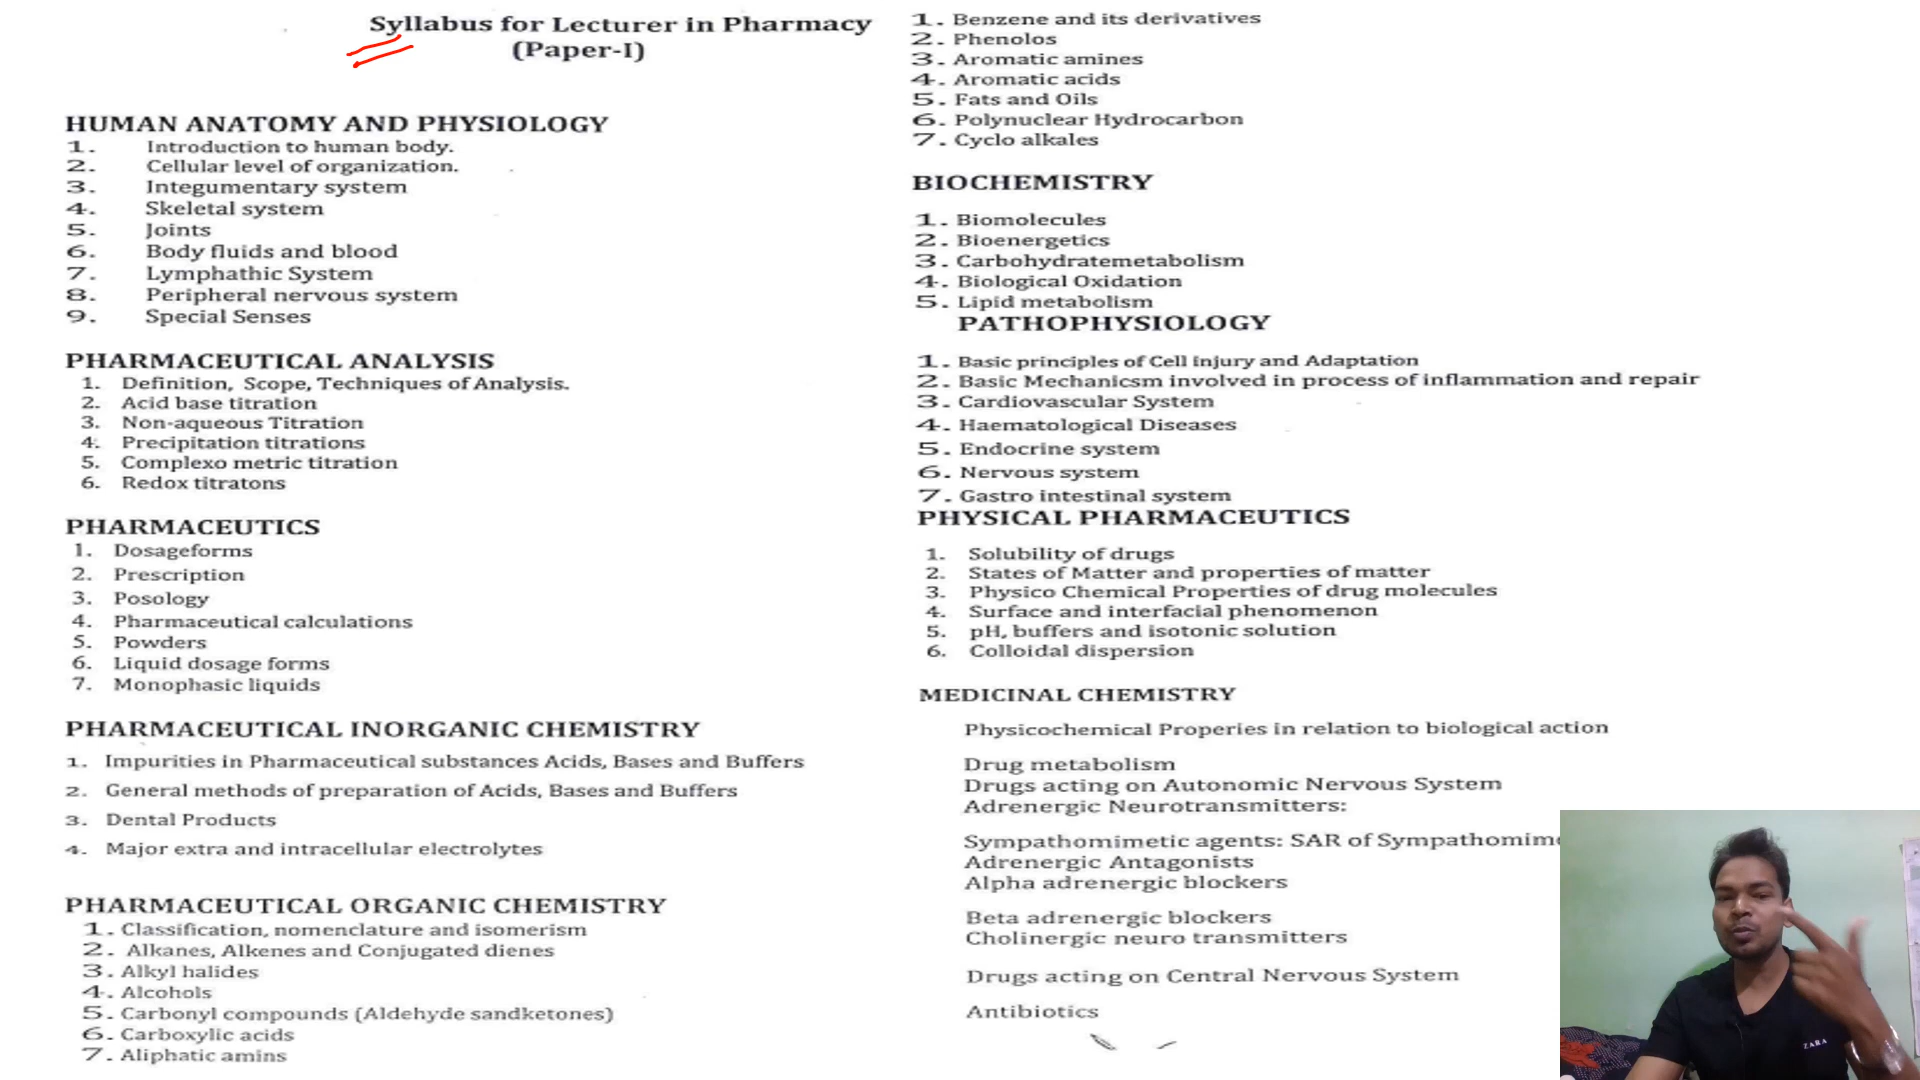 Syllabus for Lecturer in Pharmacy
(Paper-I)
HUMAN ANATOMY AND PHYSIOLOGY
1. Introduction to human body.
2. Cellular level of organization.
3. Integumentary system
4. Skeletal system
5. Joints
6. Body fluids and blood
7. Lymphathic System
8. Peripheral nervous system
9. Special Senses
PHARMACEUTICAL ANALYSIS
1. Definition, Scope, Techniques of Analysis.
2. Acid base titration
3. Non-aqueous Titration
4. Precipitation titrations
5. Complexo metric titration
6. Redox titratons
PHARMACEUTICS
1. Dosageforms
2. Prescription
3. Posology
4. Pharmaceutical calculations
5. Powders
6. Liquid dosage forms
7. Monophasic liquids
PHARMACEUTICAL INORGANIC CHEMISTRY
1. Impurities in Pharmaceutical substances Acids, Bases and Buffers
2. General methods of preparation of Acids, Bases and Buffers
3. Dental Products
4. Major extra and intracellular electrolytes
PHARMACEUTICAL ORGANIC CHEMISTRY
1. Classification, nomenclature and isomerism
2. Alkanes, Alkenes and Conjugated dienes
3. Alkyl halides
4. Alcohols
5. Carbonyl compounds (Aldehyde sandketones)
6. Carboxylic acids
7. Aliphatic amins
1. Benzene and its derivatives
2. Phenolos
3. Aromatic amines
4. Aromatic acids
5. Fats and Oils
6. Polynuclear Hydrocarbon
7. Cyclo alkales
BIOCHEMISTRY
1. Biomolecules
2. Bioenergetics
3. Carbohydratemetabolism
4. Biological Oxidation
5. Lipid metabolism
PATHOPHYSIOLOGY
1. Basic principles of Cell injury and Adaptation
2. Basic Mechanicsm involved in process of inflammation and repair
3. Cardiovascular System
4. Haematological Diseases
5. Endocrine system
6. Nervous system
7. Gastro intestinal system
PHYSICAL PHARMACEUTICS
1. Solubility of drugs
2. States of Matter and properties of matter
3. Physico Chemical Properties of drug molecules
4. Surface and interfacial phenomenon
5. pH, buffers and isotonic solution
6. Colloidal dispersion
MEDICINAL CHEMISTRY
Physicochemical Properies in relation to biological action
Drug metabolism
Drugs acting on Autonomic Nervous System
Adrenergic Neurotransmitters:
Sympathomimetic agents: SAR of Sympathomime
Adrenergic Antagonists
Alpha adrenergic blockers
Beta adrenergic blockers
Cholinergic neuro transmitters
Drugs acting on Central Nervous System
Antibiotics
ZARA